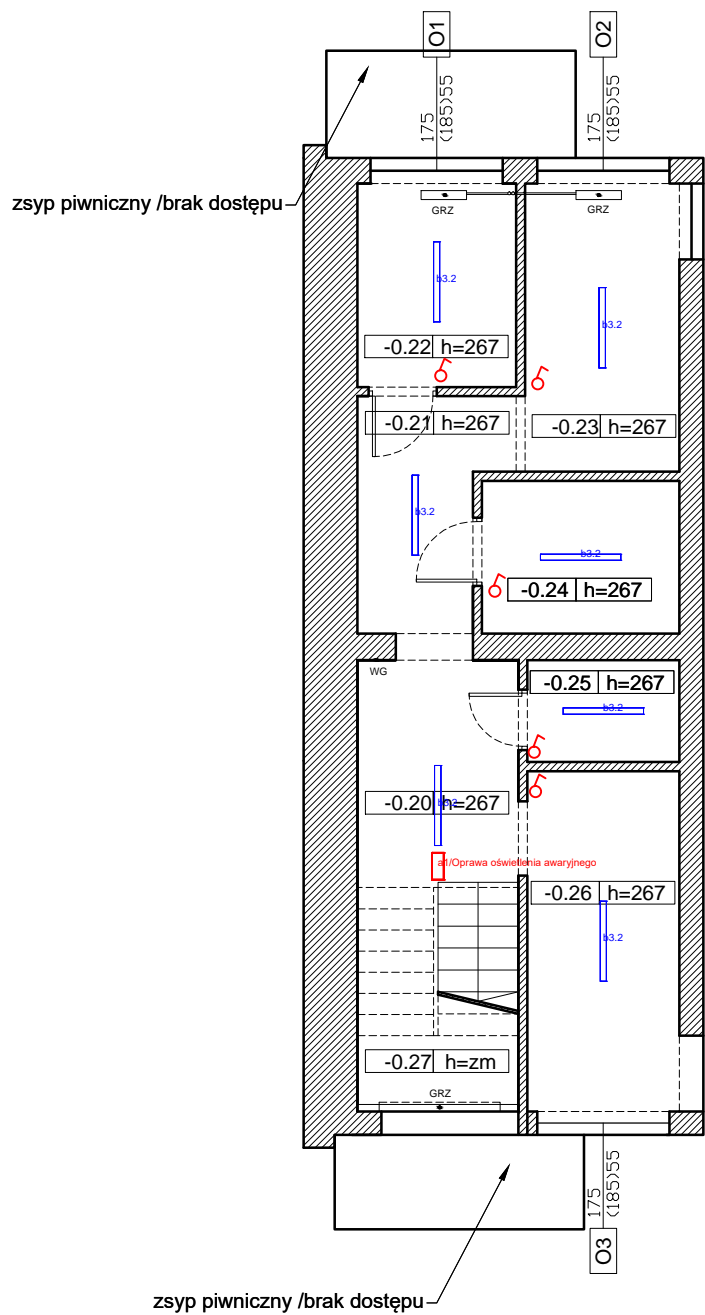 O1
O2
175
(185)55
175
(185)55
zsyp piwniczny /brak dostępu
GRZ
GRZ
b3.2
b3.2
-0.22 h=267
-0.21 h=267
-0.23 h=267
b3.2
b3.2
-0.24 h=267
WG
-0.25 h=267
b3.2
-0.20 h=267
b3.2
a1/Oprawa oświetlenia awaryjnego
-0.26 h=267
b3.2
-0.27 h=zm
GRZ
175
(185)55
O3
zsyp piwniczny /brak dostępu